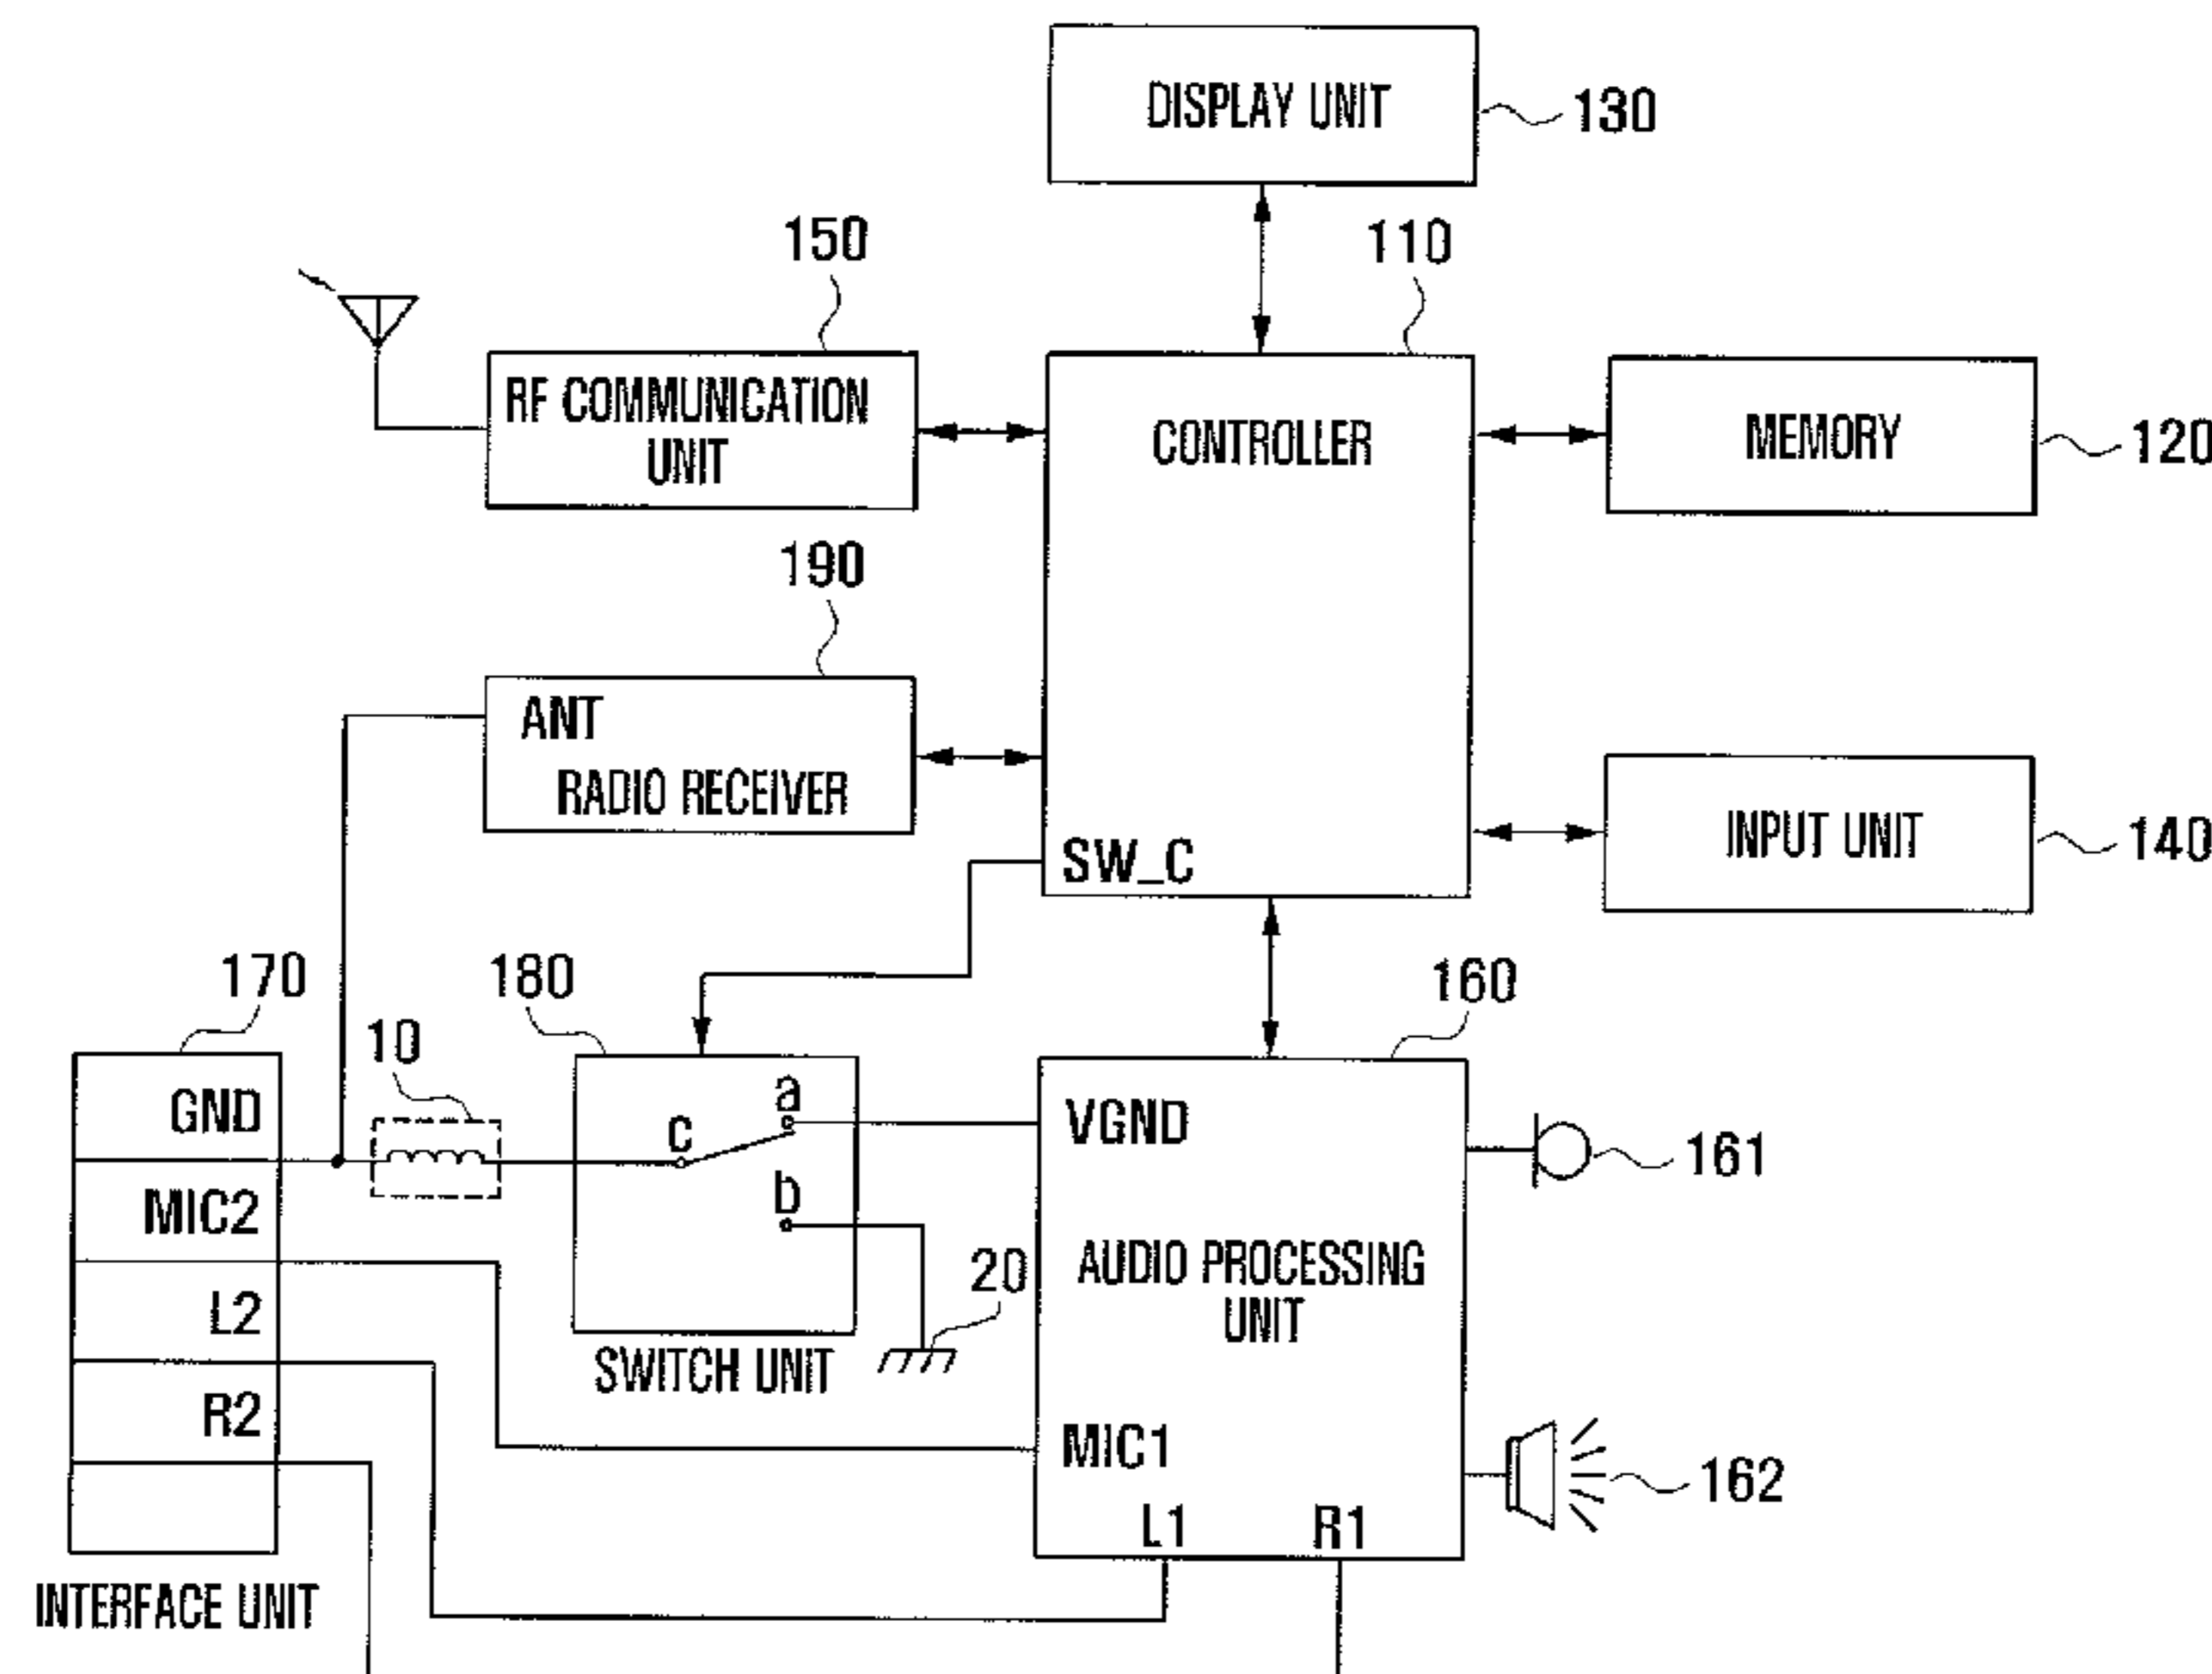 DISPLAY UNIT
130
150
110
RF COMMUNICATION
UNIT
CONTROLLER
MEMORY
120
190
ANT
RADIO RECEIVER
SW_C
INPUT UNIT
140
170
10
180
160
GND
MIC2
L2
R2
INTERFACE UNIT
c
a
b
SWITCH UNIT
20
VGND
AUDIO PROCESSING
UNIT
MIC1
L1
R1
161
162